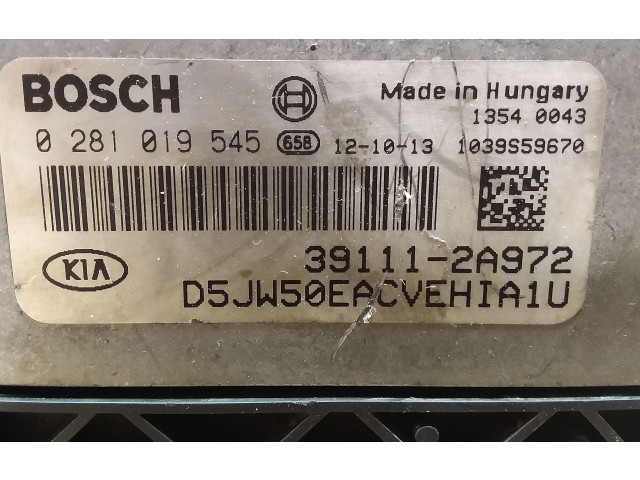 BOSCH
Made in Hungary
1354 0043
0 281 019 545 658 12-10-13 1039S59670
KIA
39111-2A972
D5JW50EACVEHIA1U